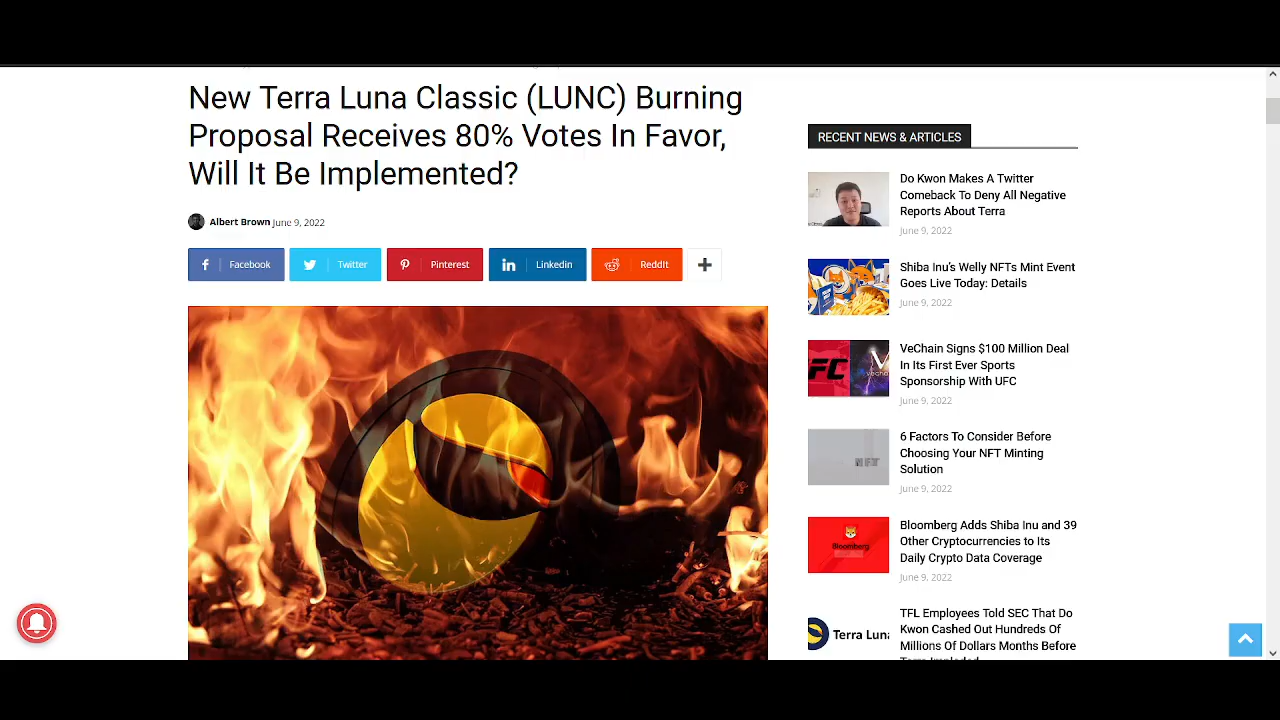 New Terra Luna Classic (LUNC) Burning
Proposal Receives 80% Votes In Favor,
Will It Be Implemented?
Albert Brown June 9, 2022
Facebook
Twitter
Pinterest
Linkedin
ReddIt
RECENT NEWS & ARTICLES
Do Kwon Makes A Twitter
Comeback To Deny All Negative
Reports About Terra
June 9, 2022
Shiba Inu's Welly NFTs Mint Event
Goes Live Today: Details
June 9, 2022
VeChain Signs $100 Million Deal
In Its First Ever Sports
Sponsorship With UFC
June 9, 2022
6 Factors To Consider Before
Choosing Your NFT Minting
Solution
June 9, 2022
NFT
Bloomberg Adds Shiba Inu and 39
Other Cryptocurrencies to Its
Daily Crypto Data Coverage
June 9, 2022
Bloomberg
TFL Employees Told SEC That Do
Kwon Cashed Out Hundreds Of
Millions Of Dollars Months Before
Terra Imploded
Terra Luna